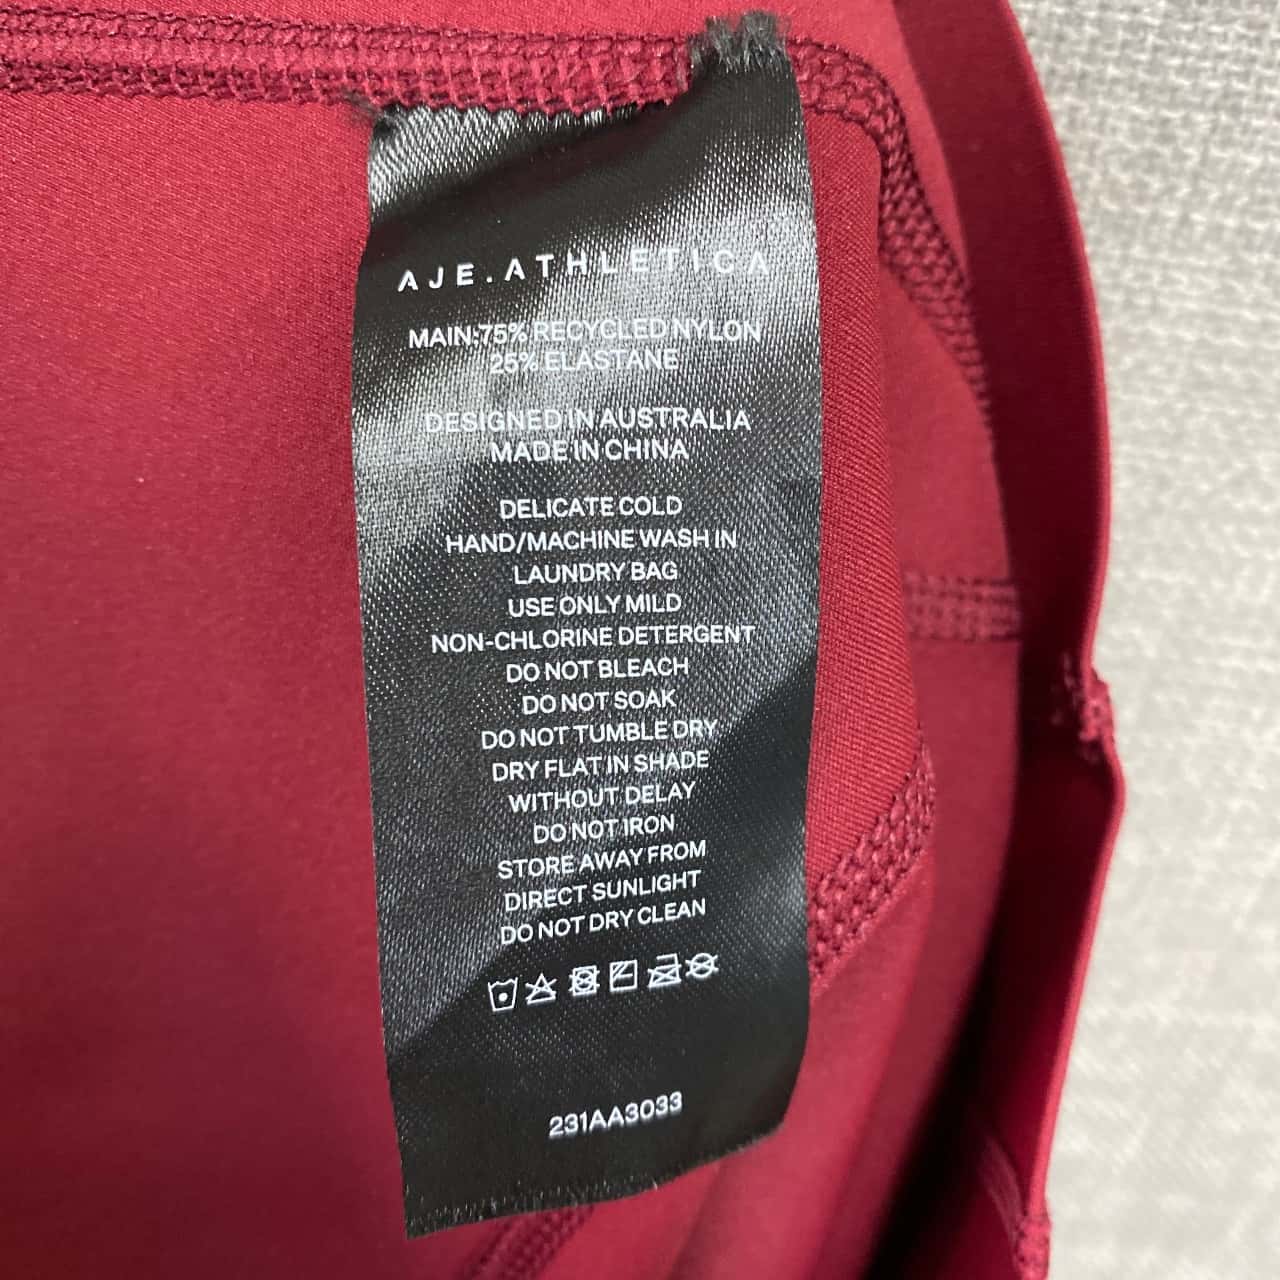 AJE.ATHLETICA
MAIN:75% RECYCLED NYLON
25% ELASTANE
DESIGNED IN AUSTRALIA
MADE IN CHINA
DELICATE COLD
HAND/MACHINE WASH IN
LAUNDRY BAG
USE ONLY MILD
NON-CHLORINE DETERGENT
DO NOT BLEACH
DO NOT SOAK
DO NOT TUMBLE DRY
DRY FLAT IN SHADE
WITHOUT DELAY
DO NOT IRON
STORE AWAY FROM
DIRECT SUNLIGHT
DO NOT DRY CLEAN
231AA3033